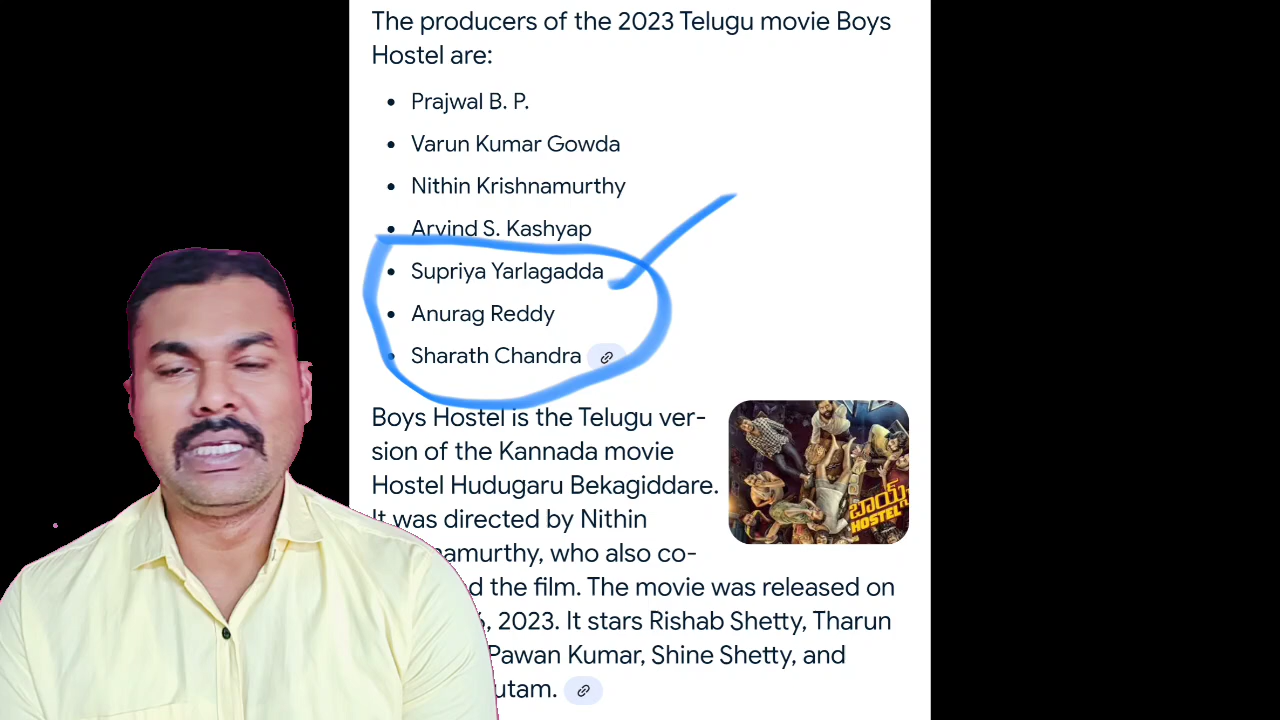 The producers of the 2023 Telugu movie Boys
Hostel are:
• Prajwal B. P.
• Varun Kumar Gowda
• Nithin Krishnamurthy
• Arvind S. Kashyap
• Supriya Yarlagadda
• Anurag Reddy
• Sharath Chandra
Boys Hostel is the Telugu ver-
sion of the Kannada movie
Hostel Hudugaru Bekagiddare.
It was directed by Nithin
namurthy, who also co-
d the film. The movie was released on
, 2023. It stars Rishab Shetty, Tharun
Pawan Kumar, Shine Shetty, and
utam.
బాయ్స్
HOSTEL